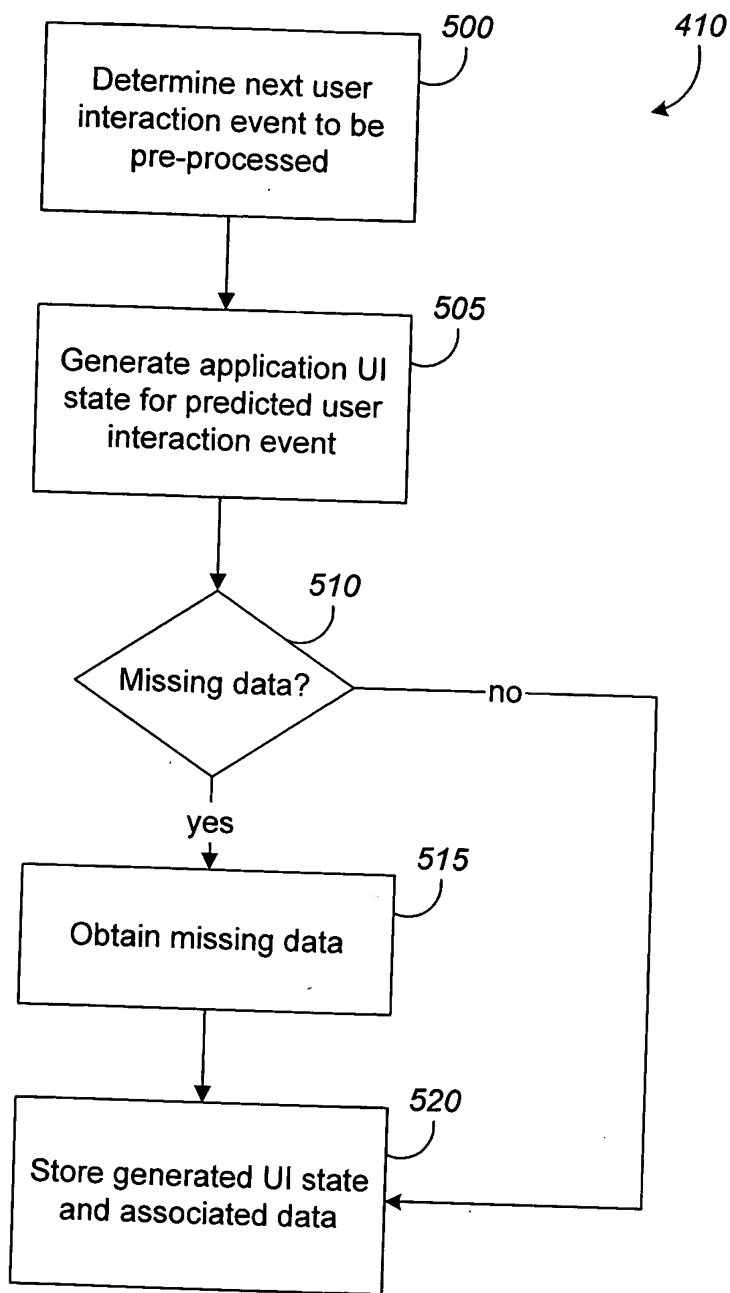 500
410
Determine next user
interaction event to be
pre-processed
505
Generate application UI
state for predicted user
interaction event
510
Missing data?
no
yes
515
Obtain missing data
520
Store generated UI state
and associated data